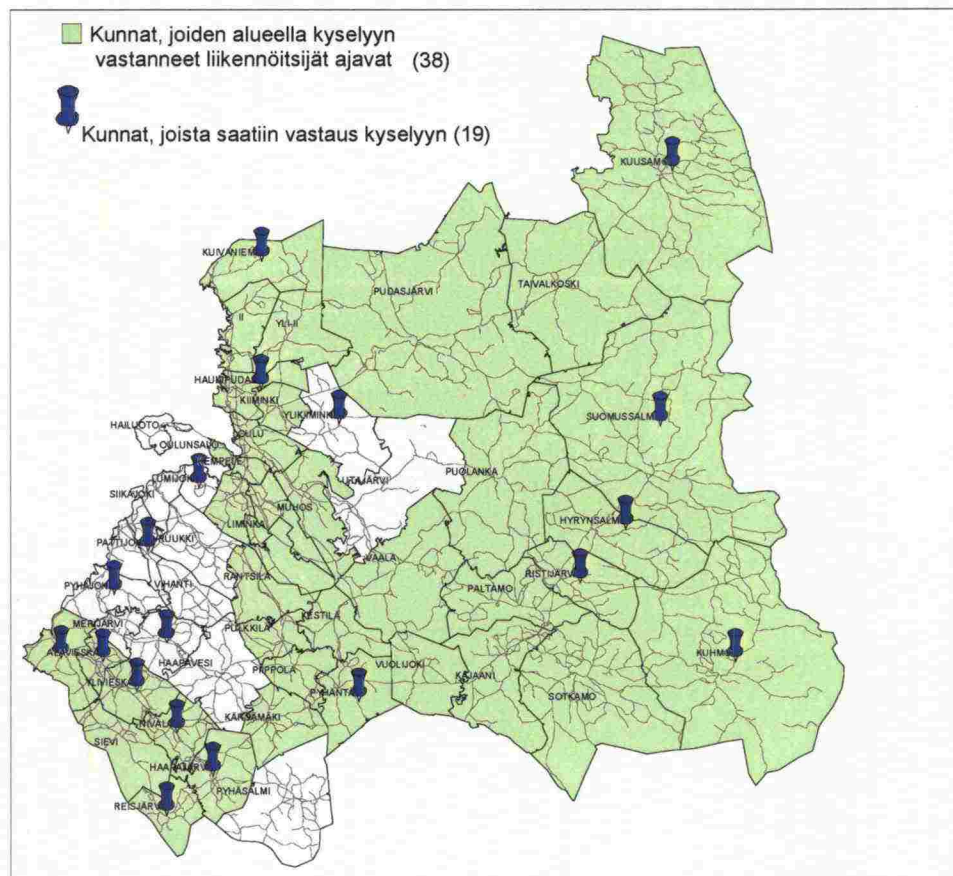 Kunnat, joiden alueella kyselyyn
vastanneet liikennöitsijät ajavat (38)
Kunnat, joista saatiin vastaus kyselyyn (19)
KUUSAMO
KUIVANIEMI
PUDASJÄRVI
TAIVALKOSKI
II
YLI-II
HAUKIPUDAS
KIIMINKI
YLIKIIMINKI
SUOMUSSALMI
HAILUOTO
OULU
OULUNSALO
TEMPELE
PUOLANKA
LUMIJOKI
UTAJÄRVI
SIIKAJOKI
MUHOS
HYRYNSALMI
LIMINKA
PATTIJOKI
RUUKKI
VAALA
RISTIJÄRVI
PYHÄJOKI
VIHANTI
RANTSILA
PALTAMO
KESTILÄ
MERIJÄRVI
PULKKILA
ALAVIESKA
KUHMO
HAAPAVESI
PIIPPOLA
VUOLIJOKI
YLIVIESKA
KAJAANI
PYHÄNTÄ
SOTKAMO
KÄRSÄMÄKI
NIVALA
SIEVI
HAAPAJÄRVI
PYHÄSALMI
REISJÄRVI